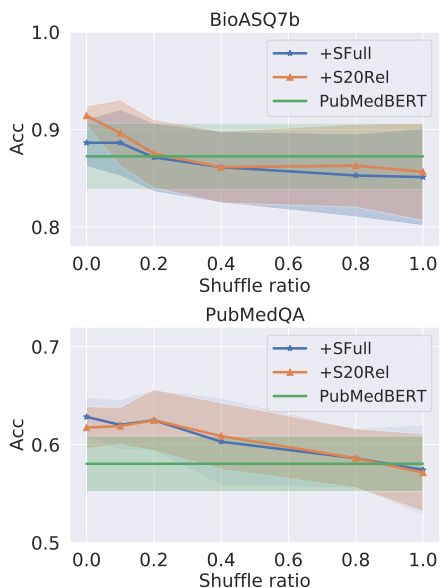 BioASQ7b
1.0
0.9
0.8
Acc
+SFull
+S20Rel
PubMedBERT
0.0 0.2 0.4 0.6 0.8 1.0
Shuffle ratio
PubMedQA
0.7
0.6
0.5
Acc
+SFull
+S20Rel
PubMedBERT
0.0 0.2 0.4 0.6 0.8 1.0
Shuffle ratio